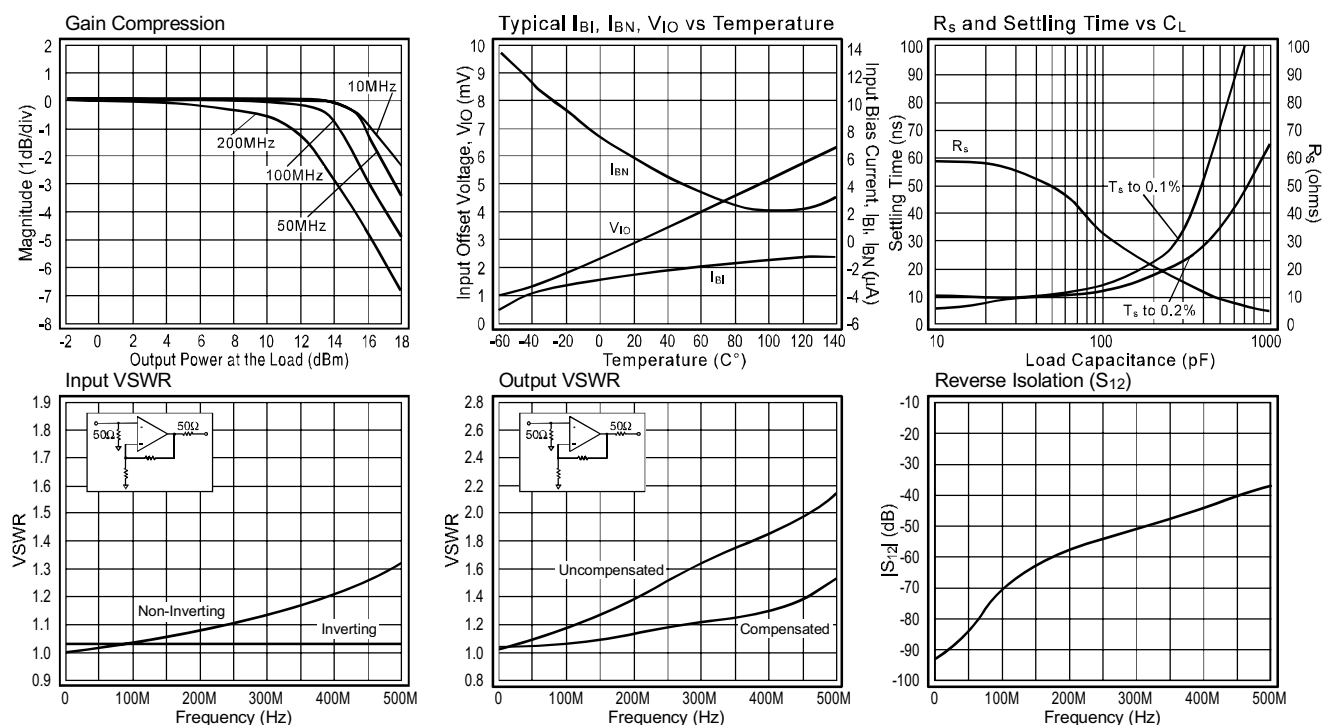 Gain Compression
2
1
0
-1
-2
-3
-4
-5
-6
-7
-8
Magnitude (1dB/div)
10MHz
200MHz
100MHz
50MHz
-2 0 2 4 6 8 10 12 14 16 18
Output Power at the Load (dBm)
Typical IBI, IBN, VIO vs Temperature
10
9
8
7
6
5
4
3
2
1
0
Input Offset Voltage, VIO (mV)
IBN
VIO
IBI
14
12
10
8
6
4
2
0
-2
-4
-6
Input Bias Current, IBI, IBN (µA)
-60 -40 -20 0 20 40 60 80 100 120 140
Temperature (C°)
Rs and Settling Time vs CL
100
90
80
70
60
50
40
30
20
10
0
Settling Time (ns)
Rs
Ts to 0.1%
Ts to 0.2%
100
90
80
70
60
50
40
30
20
10
0
Rs (ohms)
10 100 1000
Load Capacitance (pF)
Input VSWR
1.9
1.8
1.7
1.6
1.5
1.4
1.3
1.2
1.1
1.0
0.9
VSWR
50Ω
50Ω
Non-Inverting
Inverting
0 100M 200M 300M 400M 500M
Frequency (Hz)
Output VSWR
2.8
2.6
2.4
2.2
2.0
1.8
1.6
1.4
1.2
1.0
0.8
VSWR
50Ω
50Ω
Uncompensated
Compensated
0 100M 200M 300M 400M 500M
Frequency (Hz)
Reverse Isolation (S12)
-10
-20
-30
-40
-50
-60
-70
-80
-90
-100
|S12| (dB)
0 100M 200M 300M 400M 500M
Frequency (Hz)